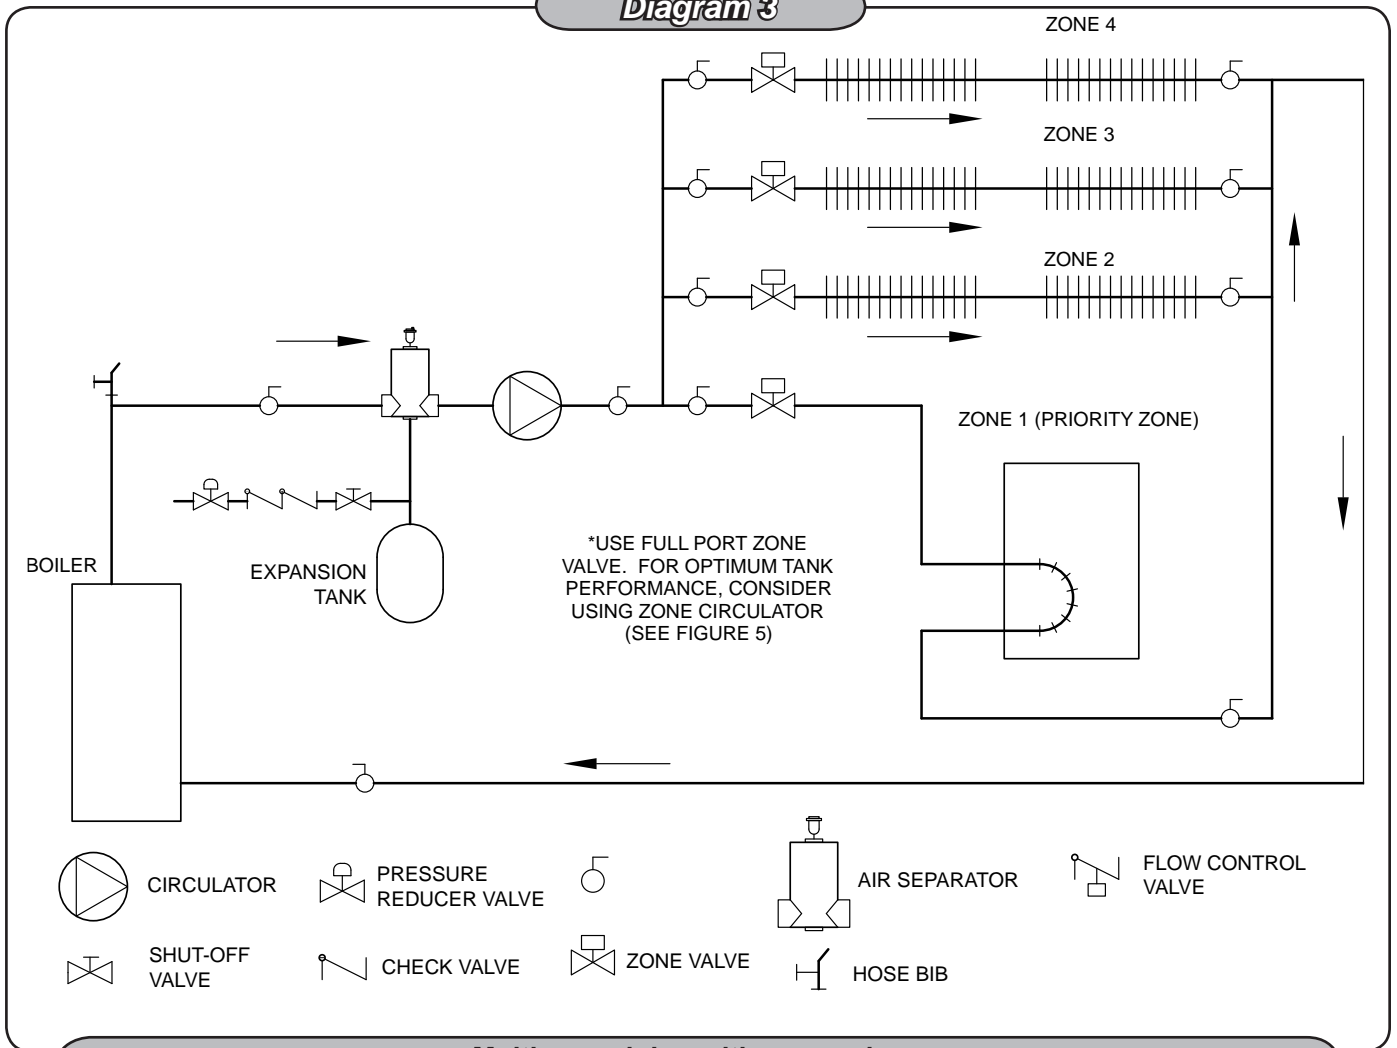 Diagram 3
ZONE 4
ZONE 3
ZONE 2
ZONE 1 (PRIORITY ZONE)
BOILER
EXPANSION
TANK
*USE FULL PORT ZONE
VALVE. FOR OPTIMUM TANK
PERFORMANCE, CONSIDER
USING ZONE CIRCULATOR
(SEE FIGURE 5)
CIRCULATOR
PRESSURE
REDUCER VALVE
AIR SEPARATOR
FLOW CONTROL
VALVE
SHUT-OFF
VALVE
CHECK VALVE
ZONE VALVE
HOSE BIB